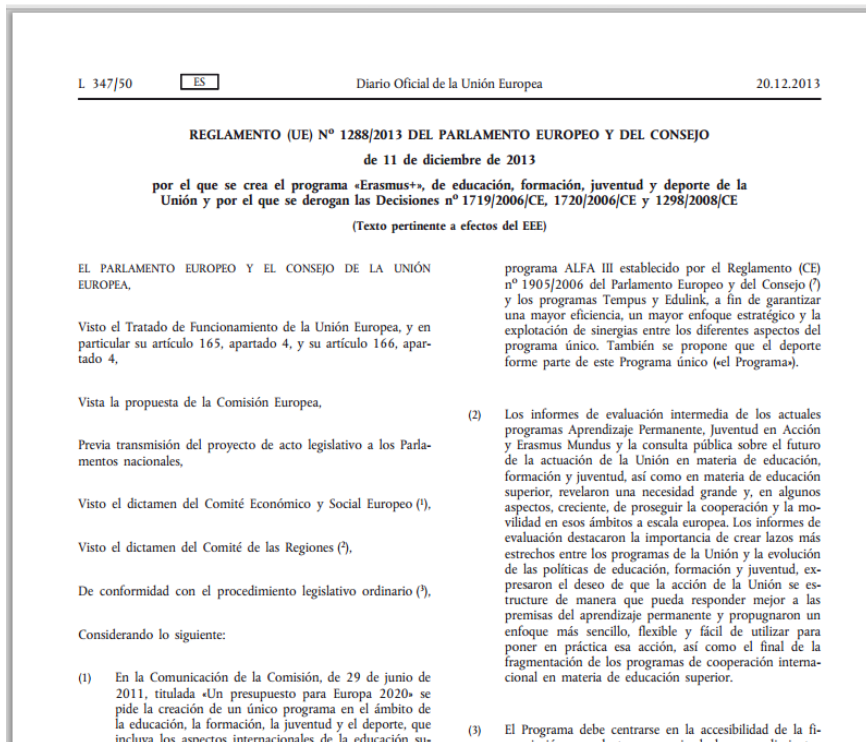 L 347/50
ES
Diario Oficial de la Unión Europea
20.12.2013
REGLAMENTO (UE) Nº 1288/2013 DEL PARLAMENTO EUROPEO Y DEL CONSEJO
de 11 de diciembre de 2013
por el que se crea el programa «Erasmus+», de educación, formación, juventud y deporte de la
Unión y por el que se derogan las Decisiones nº 1719/2006/CE, 1720/2006/CE y 1298/2008/CE
(Texto pertinente a efectos del EEE)
EL PARLAMENTO EUROPEO Y EL CONSEJO DE LA UNIÓN
EUROPEA,
Visto el Tratado de Funcionamiento de la Unión Europea, y en
particular su artículo 165, apartado 4, y su artículo 166, apar-
tado 4,
Vista la propuesta de la Comisión Europea,
Previa transmisión del proyecto de acto legislativo a los Parla-
mentos nacionales,
Visto el dictamen del Comité Económico y Social Europeo (¹),
Visto el dictamen del Comité de las Regiones (²),
De conformidad con el procedimiento legislativo ordinario (³),
Considerando lo siguiente:
(1) En la Comunicación de la Comisión, de 29 de junio de
2011, titulada «Un presupuesto para Europa 2020» se
pide la creación de un único programa en el ámbito de
la educación, la formación, la juventud y el deporte, que
incluya los aspectos internacionales de la educación su-
programa ALFA III establecido por el Reglamento (CE)
nº 1905/2006 del Parlamento Europeo y del Consejo (⁷)
y los programas Tempus y Edulink, a fin de garantizar
una mayor eficiencia, un mayor enfoque estratégico y la
explotación de sinergias entre los diferentes aspectos del
programa único. También se propone que el deporte
forme parte de este Programa único («el Programa»).
(2) Los informes de evaluación intermedia de los actuales
programas Aprendizaje Permanente, Juventud en Acción
y Erasmus Mundus y la consulta pública sobre el futuro
de la actuación de la Unión en materia de educación,
formación y juventud, así como en materia de educación
superior, revelaron una necesidad grande y, en algunos
aspectos, creciente, de proseguir la cooperación y la mo-
vilidad en esos ámbitos a escala europea. Los informes de
evaluación destacaron la importancia de crear lazos más
estrechos entre los programas de la Unión y la evolución
de las políticas de educación, formación y juventud, ex-
presaron el deseo de que la acción de la Unión se es-
tructure de manera que pueda responder mejor a las
premisas del aprendizaje permanente y propugnaron un
enfoque más sencillo, flexible y fácil de utilizar para
poner en práctica esa acción, así como el final de la
fragmentación de los programas de cooperación interna-
cional en materia de educación superior.
(3) El Programa debe centrarse en la accesibilidad de la fi-